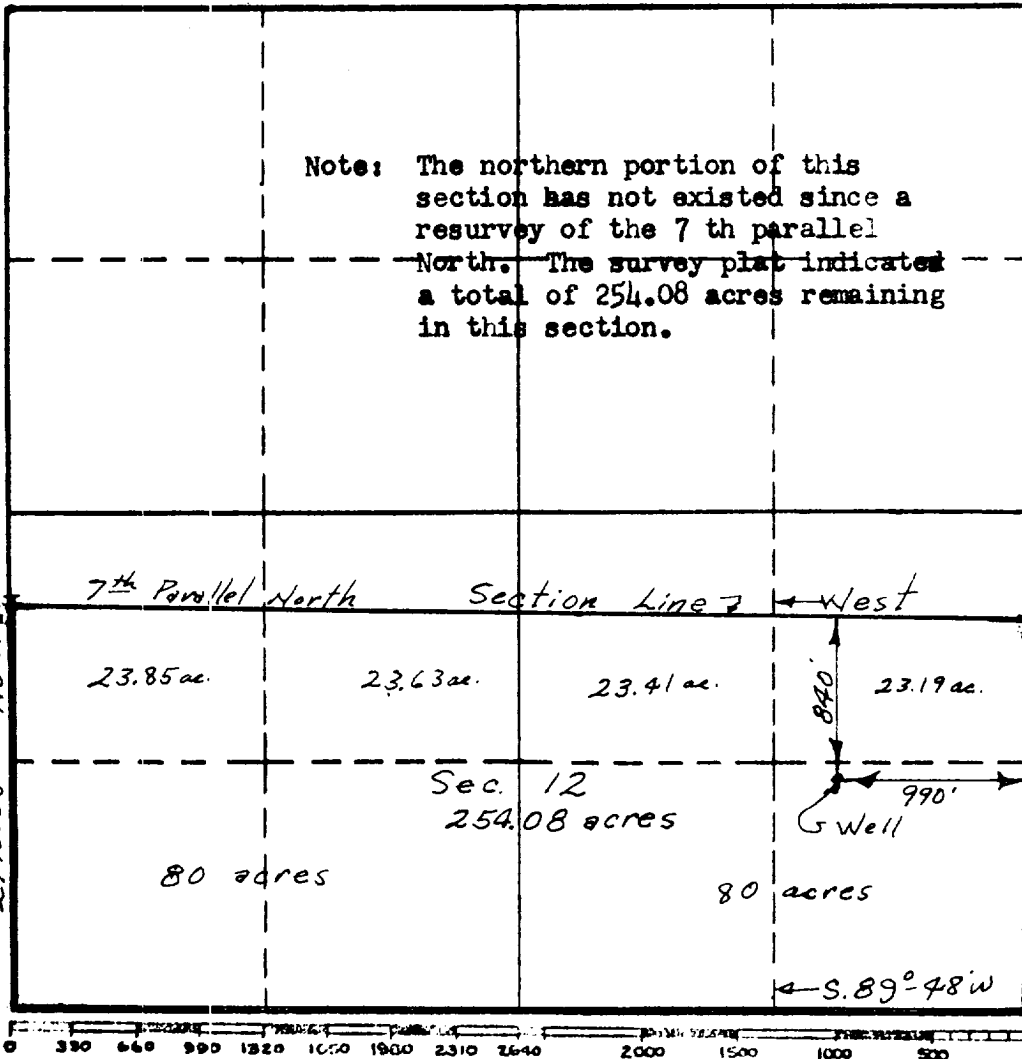 Note: The northern portion of this
section has not existed since a
resurvey of the 7 th parallel
North. The survey plat indicated
a total of 254.08 acres remaining
in this section.
7th Parallel North Section Line West
23.85 ac. 23.63 ac. 23.41 ac. 840' 23.19 ac.
Sec. 12
254.08 acres
990'
Well
80 acres
80 acres
S. 89°-48'W
0 330 660 990 1320 1650 1980 2310 2640 2000 1500 1000 500